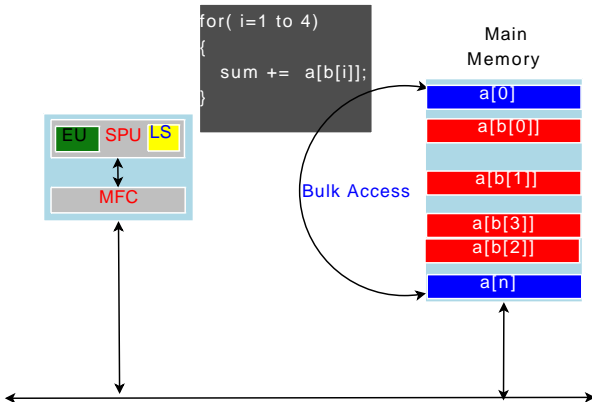 for( i=1 to 4)
{
sum += a[b[i]];
}
Main
Memory
EU
SPU
LS
MFC
Bulk Access
a[0]
a[b[0]]
a[b[1]]
a[b[3]]
a[b[2]]
a[n]